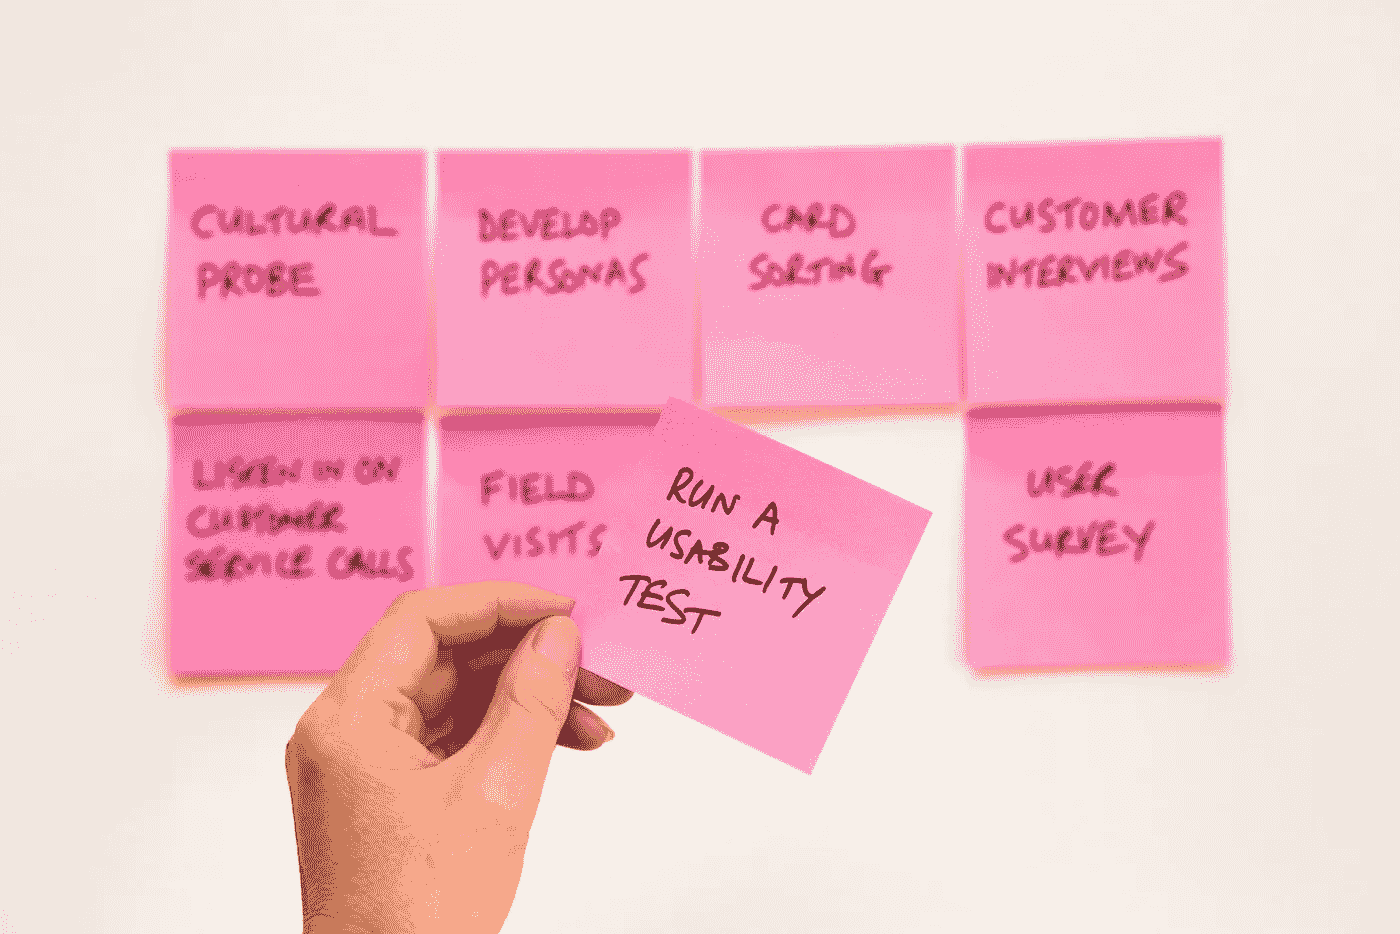 CULTURAL
PROBE
DEVELOP
PERSONAS
CARD
SORTING
CUSTOMER
INTERVIEWS
LISTEN IN ON
CUSTOMER
SERVICE CALLS
FIELD
VISITS
RUN A
USABILITY
TEST
USER
SURVEY